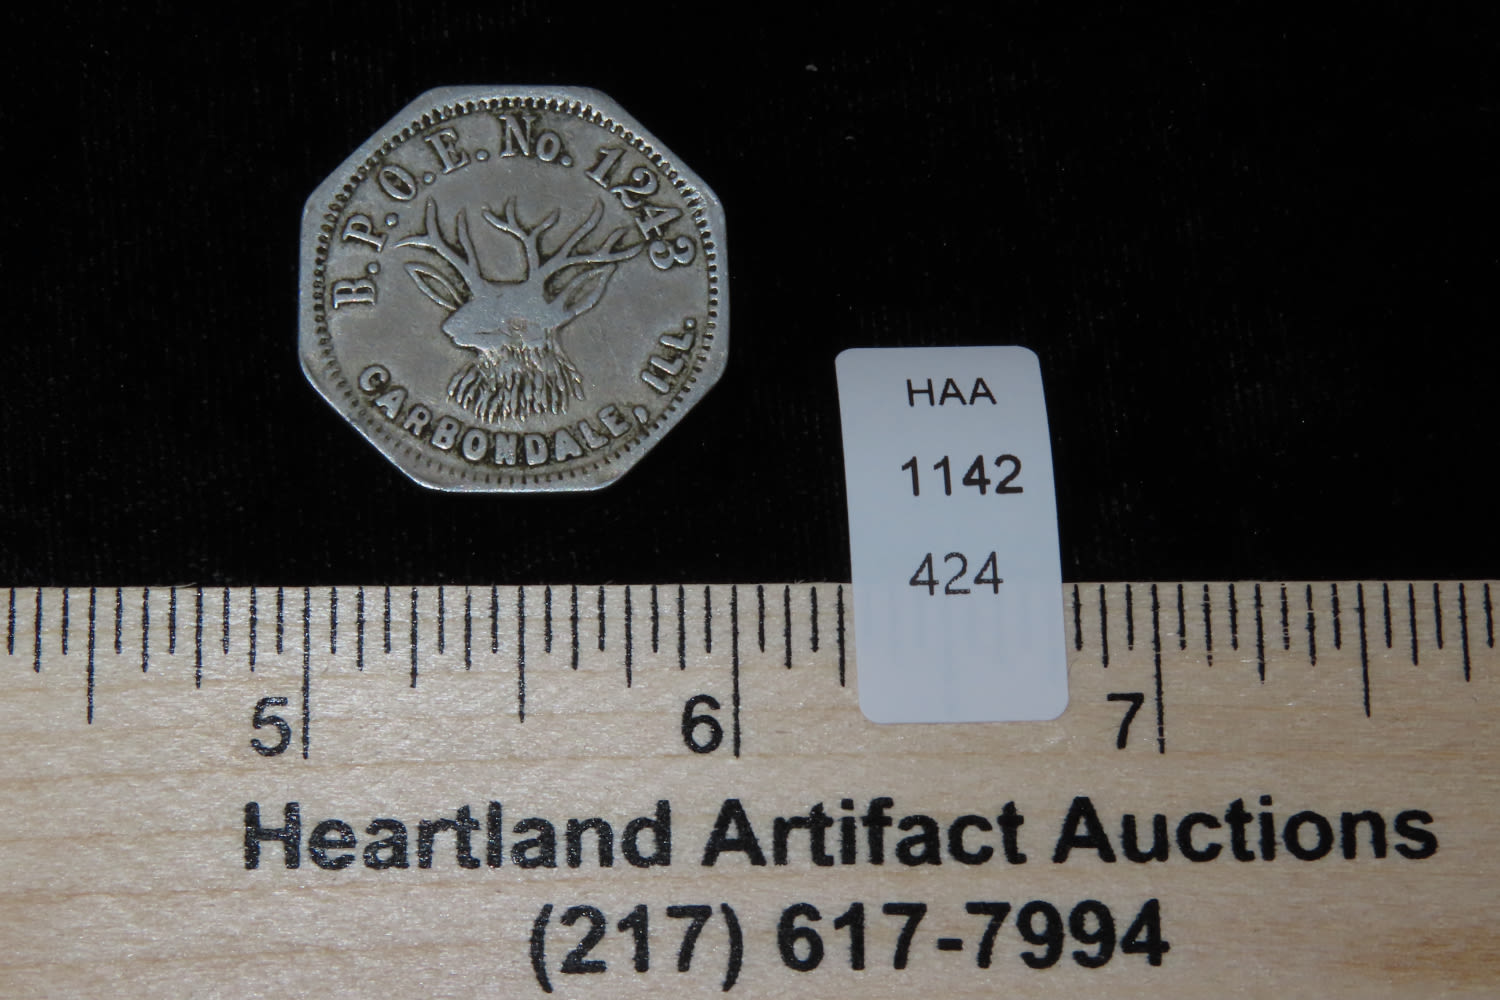 B. P. O. E. No. 1243
CARBONDALE, ILL.
HAA
1142
424
5 6 7
Heartland Artifact Auctions
(217) 617-7994